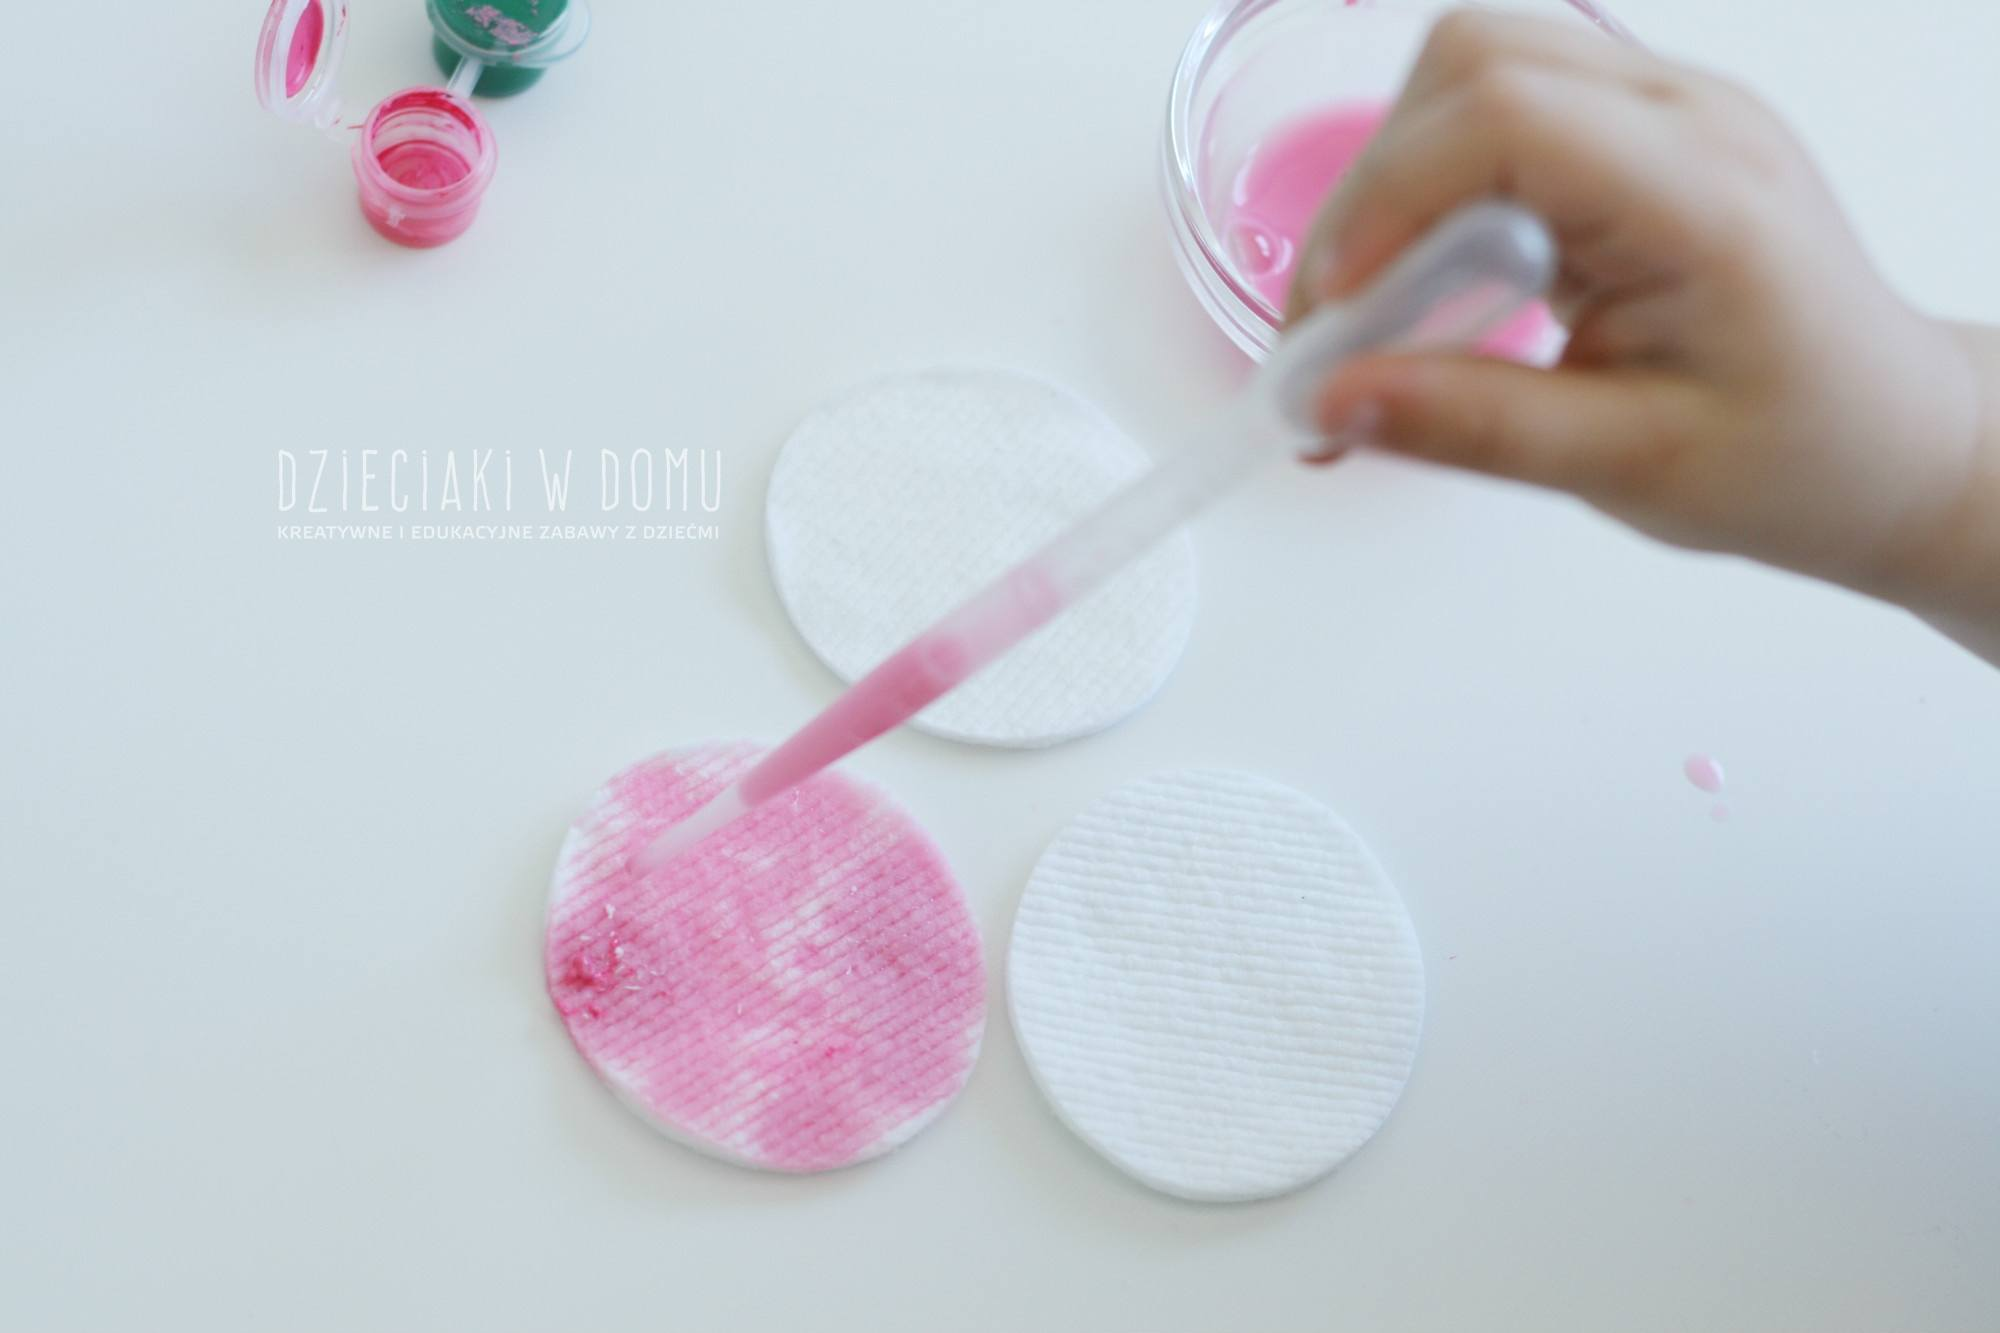 DZiECiAKi W DOMU
KREATYWNE I EDUKACYJNE ZABAWY Z DZIEĆMI